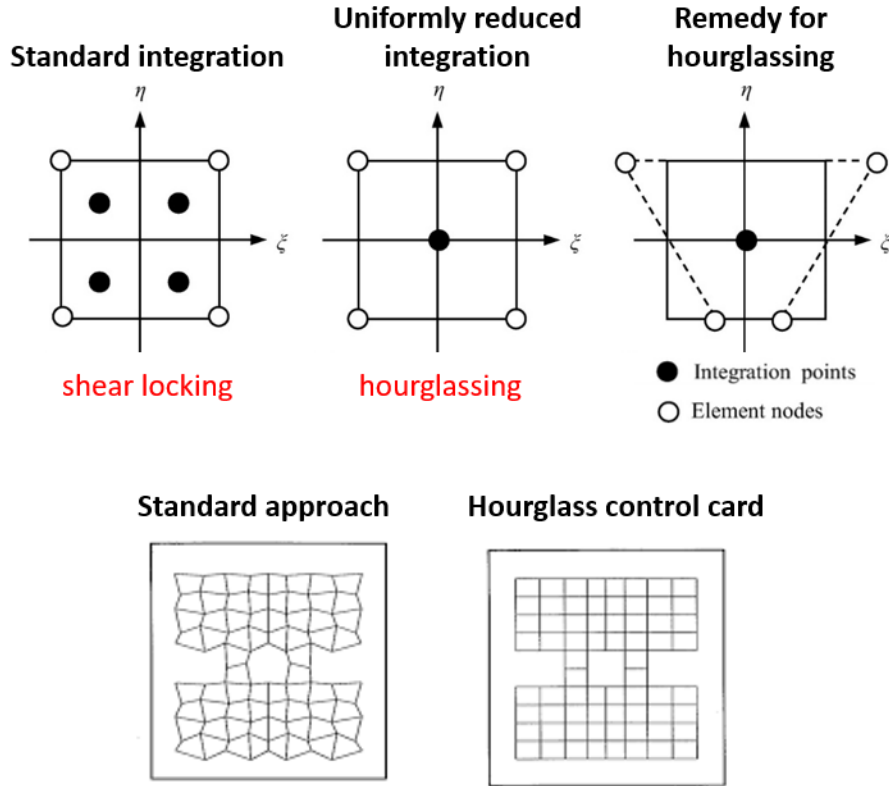 Standard integration
Uniformly reduced
integration
Remedy for
hourglassing
η
η
η
ξ
ξ
ξ
shear locking
hourglassing
Integration points
Element nodes
Standard approach
Hourglass control card